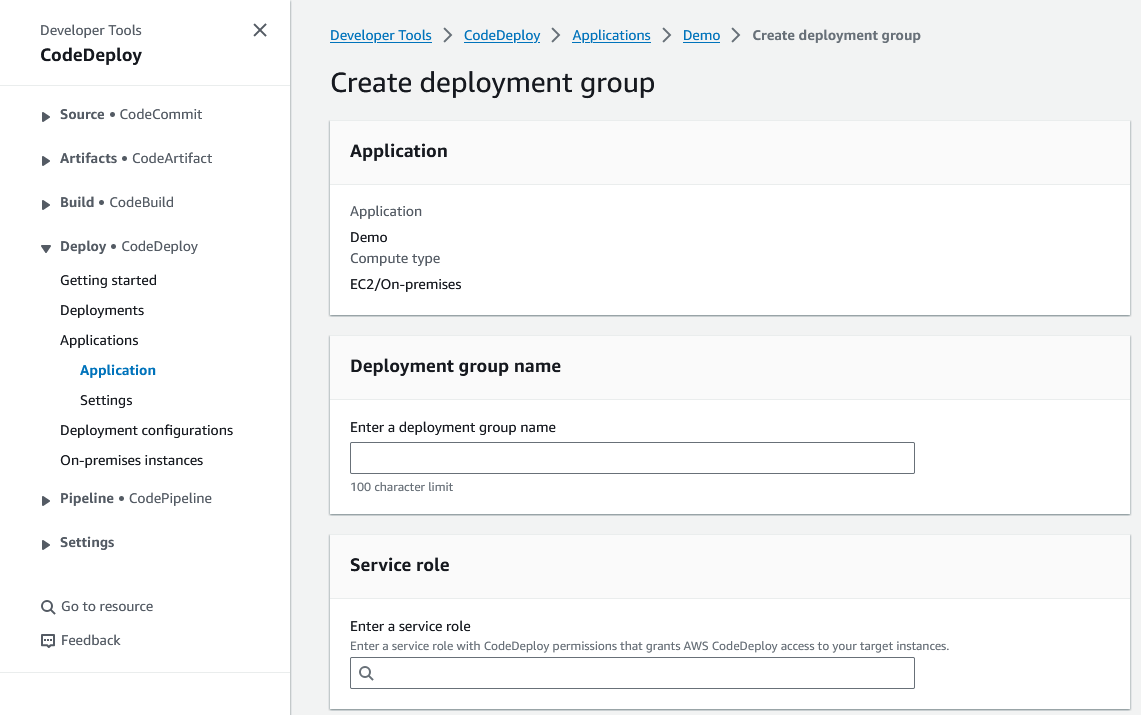 Developer Tools
CodeDeploy
Source • CodeCommit
Artifacts • CodeArtifact
Build • CodeBuild
Deploy • CodeDeploy
Getting started
Deployments
Applications
Application
Settings
Deployment configurations
On-premises instances
Pipeline • CodePipeline
Settings
Go to resource
Feedback
Developer Tools > CodeDeploy > Applications > Demo > Create deployment group
Create deployment group
Application
Application
Demo
Compute type
EC2/On-premises
Deployment group name
Enter a deployment group name
100 character limit
Service role
Enter a service role
Enter a service role with CodeDeploy permissions that grants AWS CodeDeploy access to your target instances.